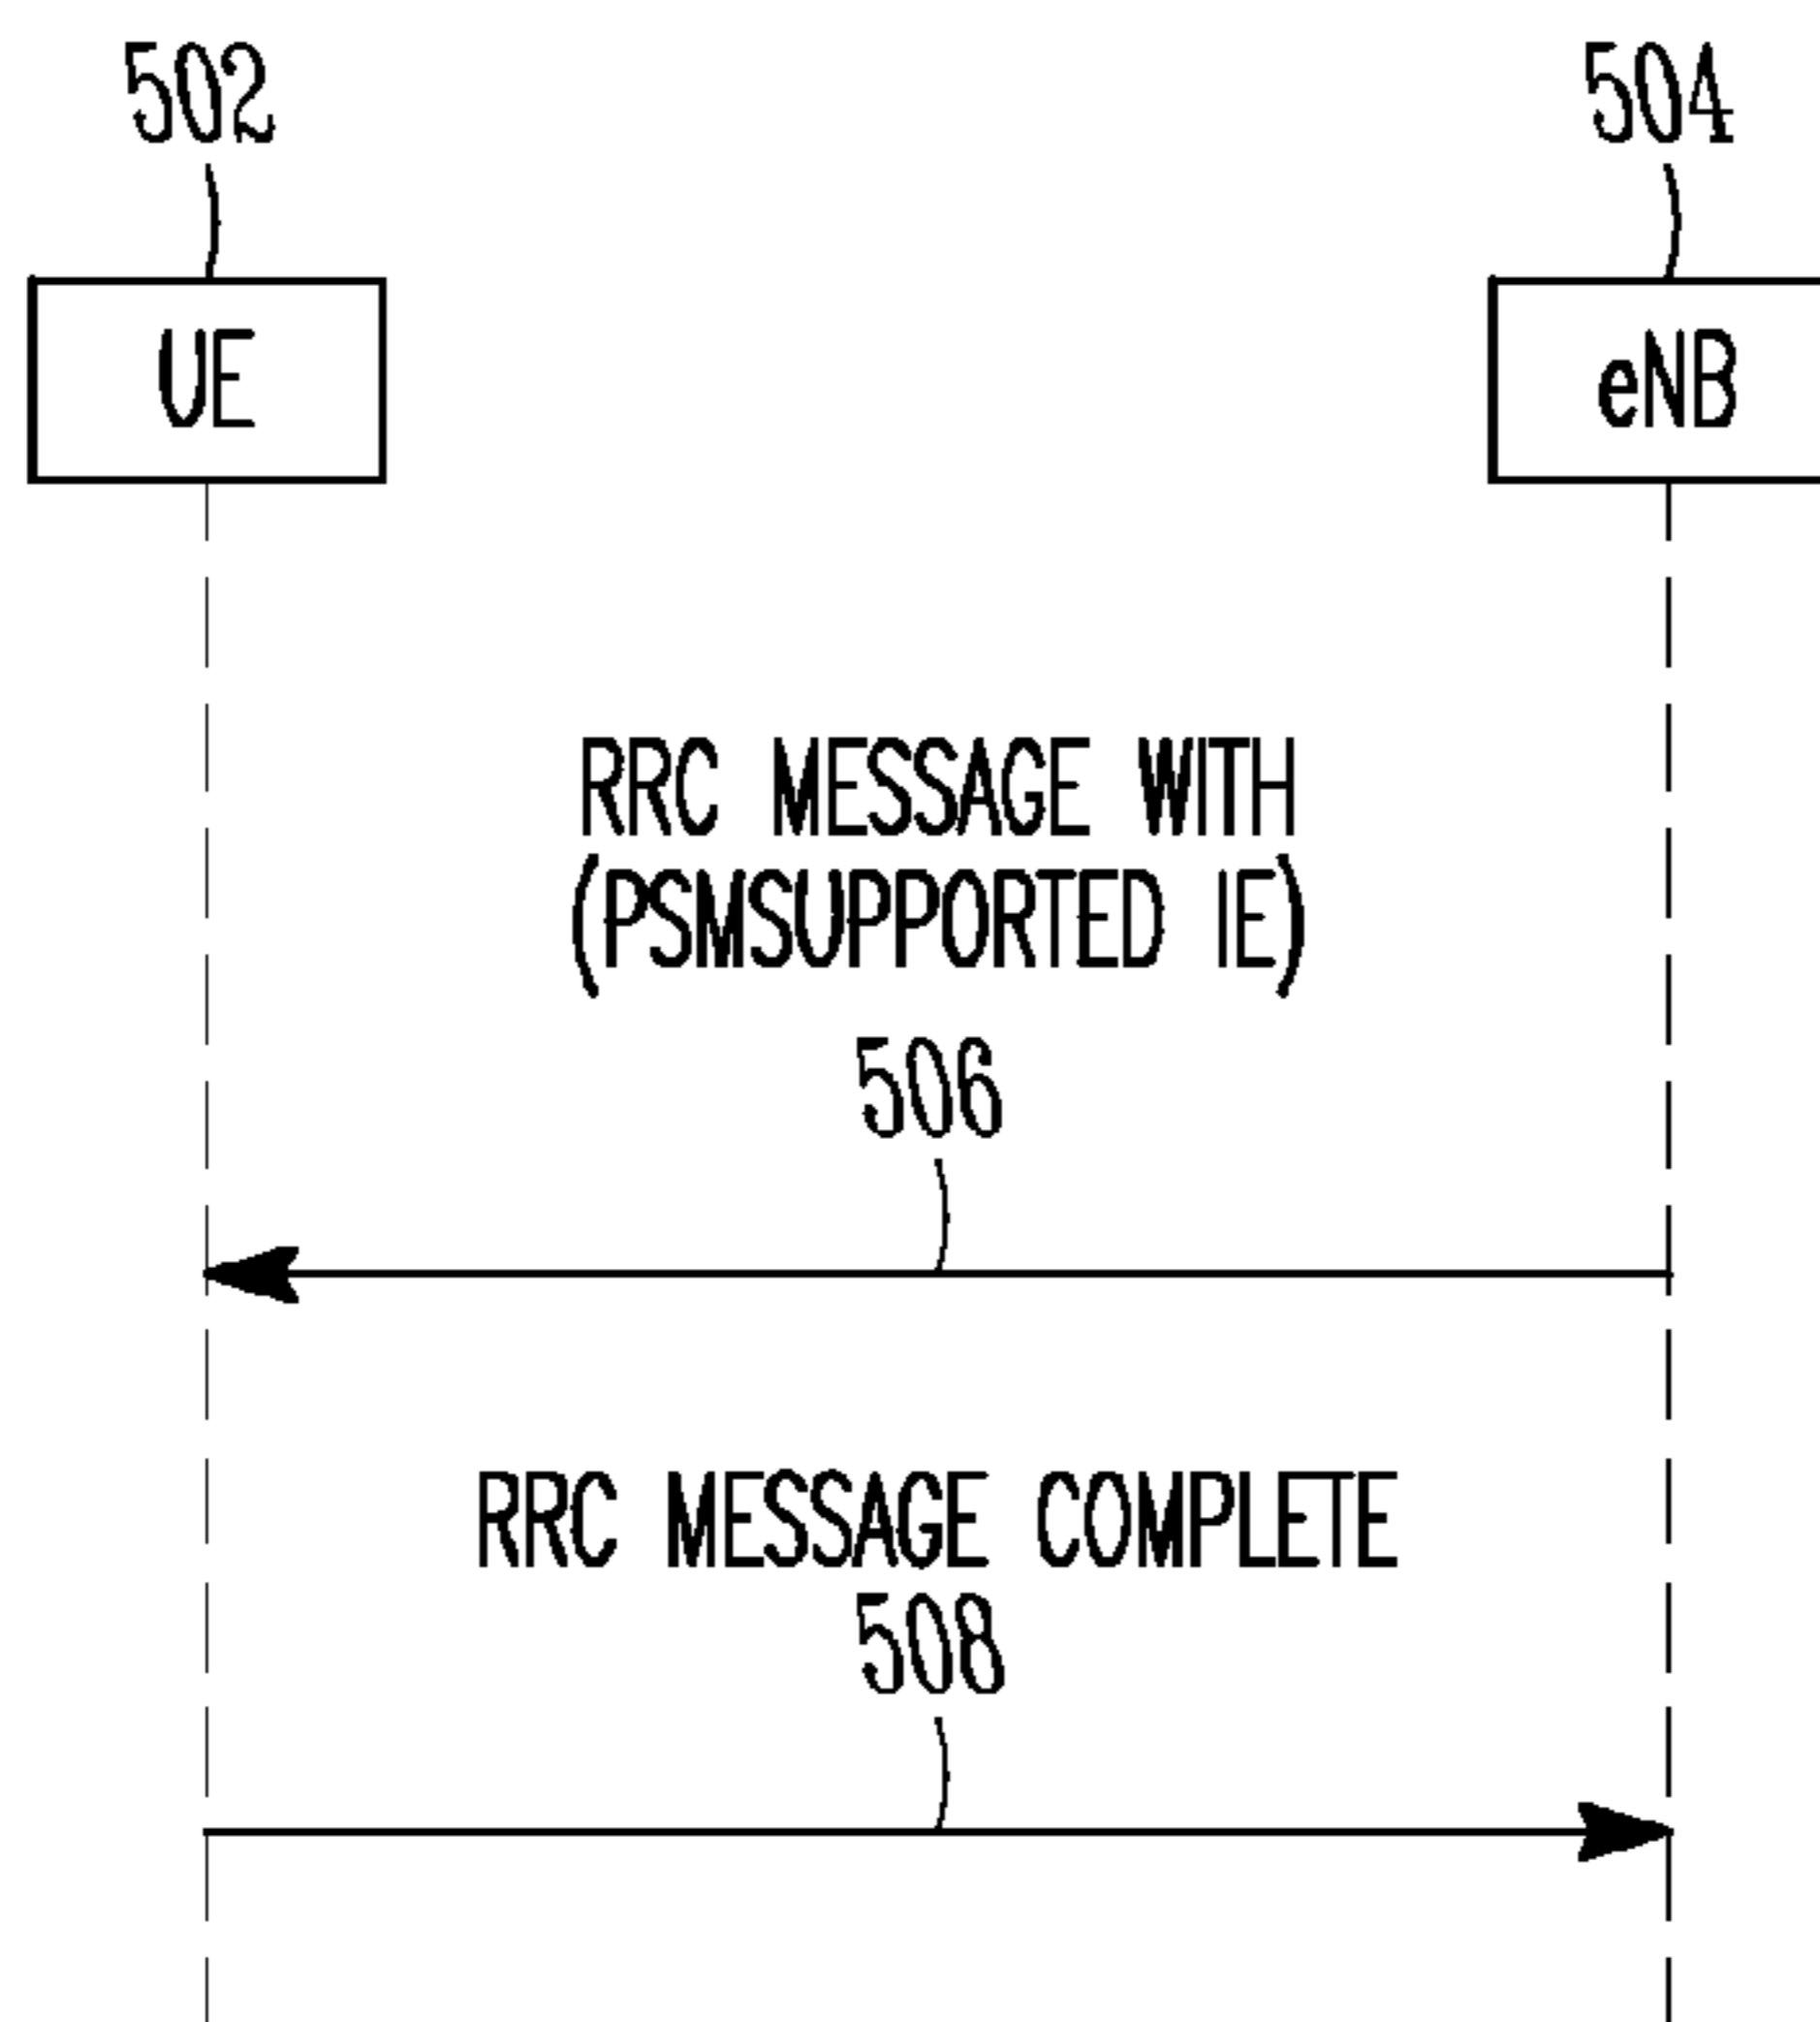 502
504
UE
eNB
RRC MESSAGE WITH
(PSMSUPPORTED IE)
506
RRC MESSAGE COMPLETE
508